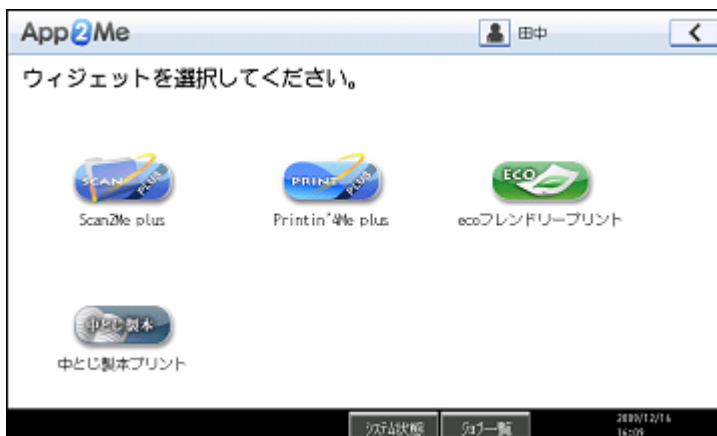 App2Me
田中
ウィジェットを選択してください。
SCAN PLUS
PRINT PLUS
ECO
Scan2Me plus
Printin'4Me plus
ecoフレンドリープリント
中とじ製本
中とじ製本プリント
システム状態
ジョブ一覧
2009/12/16
16:09